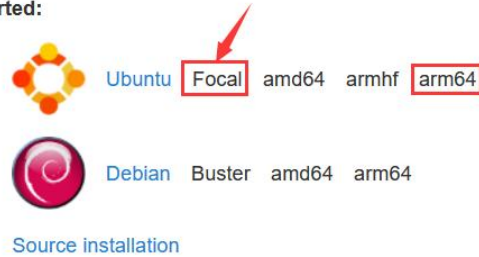 rted:
Ubuntu Focal amd64 armhf arm64
Debian Buster amd64 arm64
Source installation